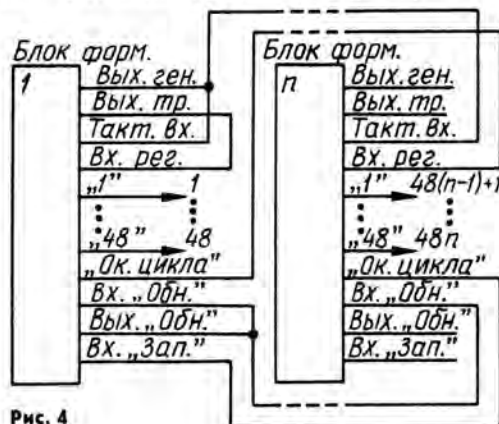 Блок форм.
1
Вых. ген.
Вых. тр.
Такт. вх.
Вх. рег.
„1” 1
„48” 48
„Ок. цикла”
Вх. „Обн.”
Вых. „Обн.”
Вх. „Зап.”
Блок форм.
n
Вых. ген.
Вых. тр.
Такт. вх.
Вх. рег.
„1” 48(n-1)+1
„48” 48n
„Ок. цикла”
Вх. „Обн.”
Вых. „Обн.”
Вх. „Зап.”
Рис. 4